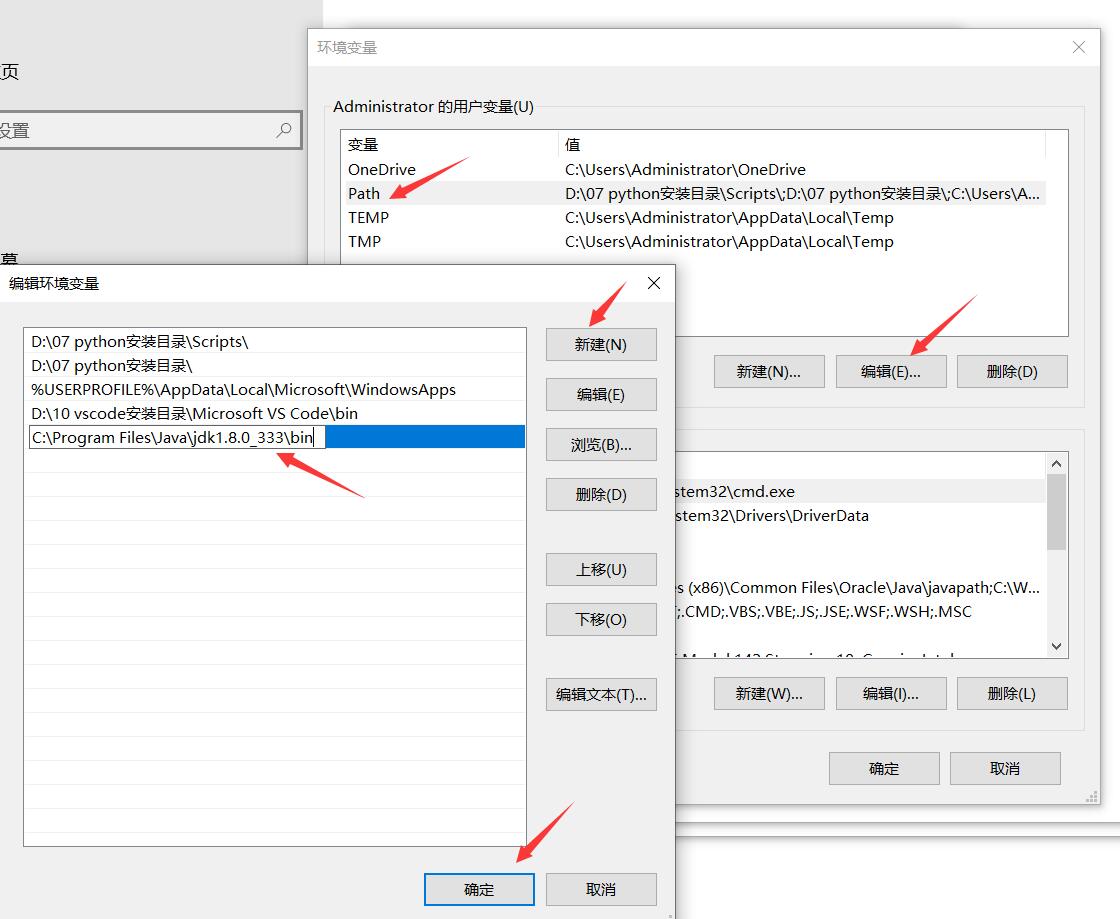 页
设置
幕
环境变量
Administrator 的用户变量(U)
变量 值
OneDrive C:\Users\Administrator\OneDrive
Path D:\07 python安装目录\Scripts\;D:\07 python安装目录\;C:\Users\A...
TEMP C:\Users\Administrator\AppData\Local\Temp
TMP C:\Users\Administrator\AppData\Local\Temp
新建(N)... 编辑(E)... 删除(D)
stem32\cmd.exe
stem32\Drivers\DriverData
s (x86)\Common Files\Oracle\Java\javapath;C:\W...
;.CMD;.VBS;.VBE;.JS;.JSE;.WSF;.WSH;.MSC
新建(W)... 编辑(I)... 删除(L)
确定 取消
编辑环境变量
D:\07 python安装目录\Scripts\
D:\07 python安装目录\
%USERPROFILE%\AppData\Local\Microsoft\WindowsApps
D:\10 vscode安装目录\Microsoft VS Code\bin
C:\Program Files\Java\jdk1.8.0_333\bin
新建(N)
编辑(E)
浏览(B)...
删除(D)
上移(U)
下移(O)
编辑文本(T)...
确定 取消